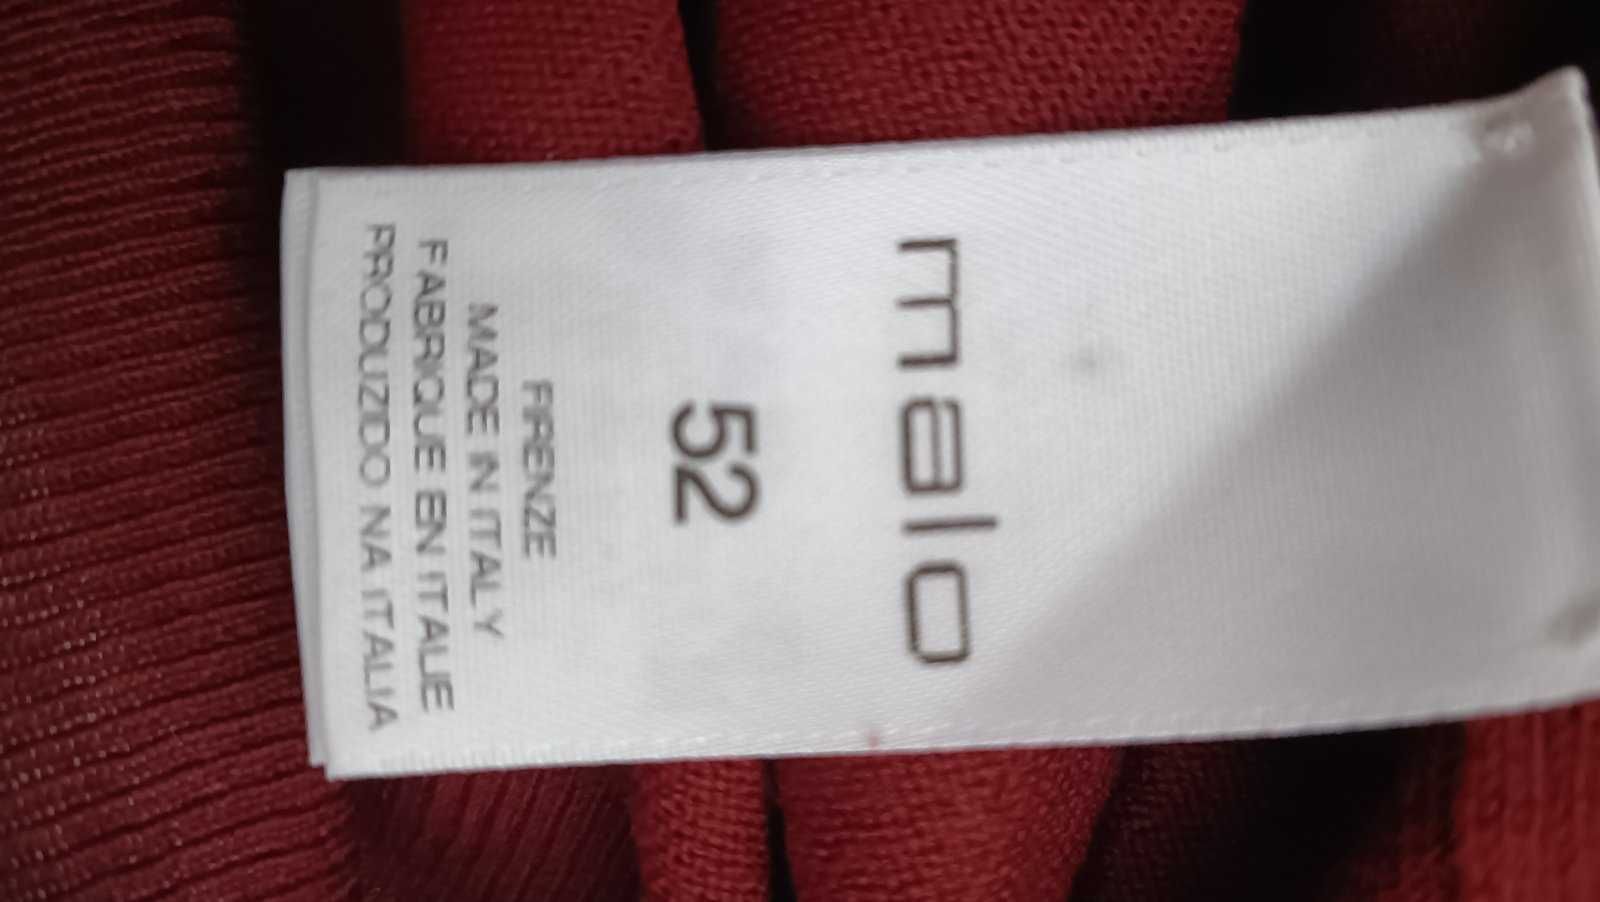 malo
52
FIRENZE
MADE IN ITALY
FABRIQUE EN ITALIE
PRODUZIDO NA ITALIA